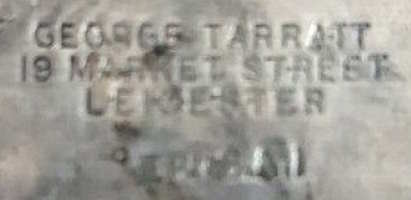 GEORGE TARRATT
19 MARKET STREET
LEICESTER